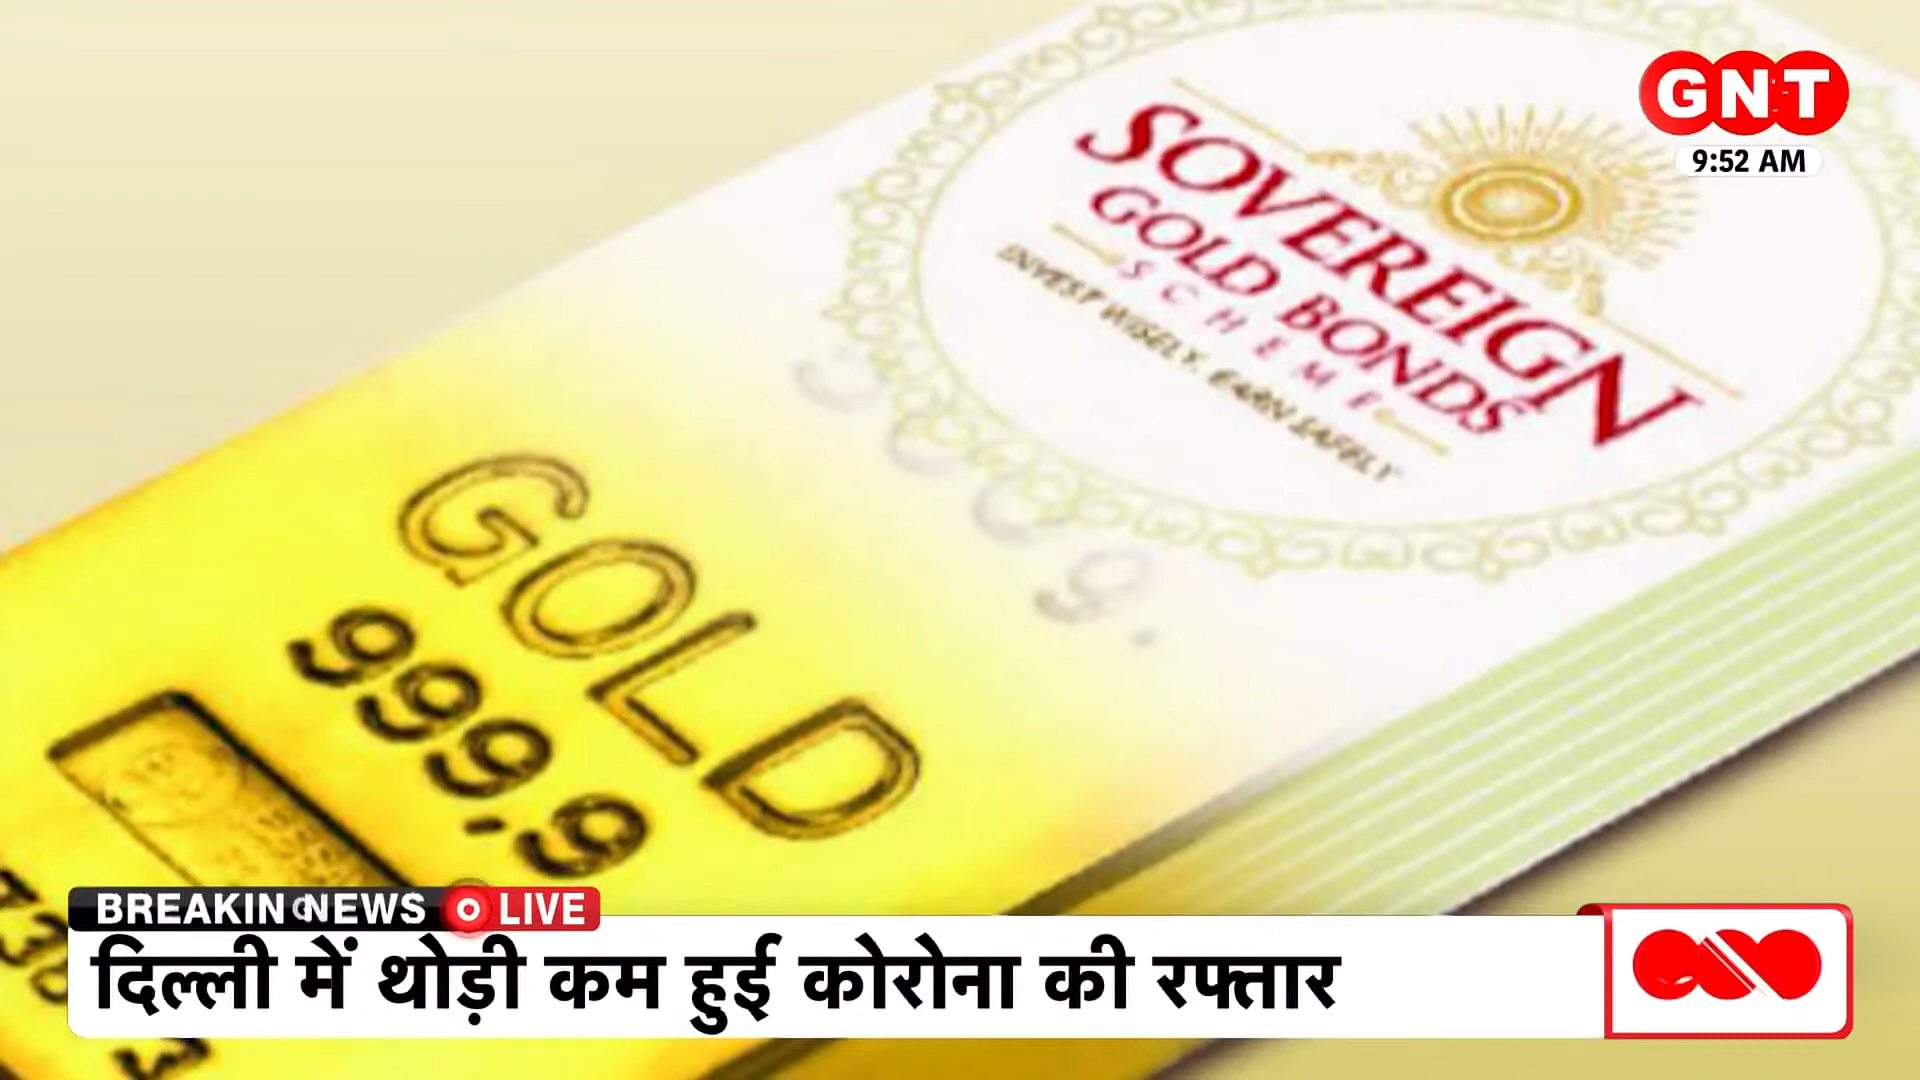 GNT
9:52 AM
SOVEREIGN
GOLD BONDS
SCHEME
INVEST WISELY. EARN SAFELY
GOLD
999,9
BREAKING NEWS LIVE
दिल्ली में थोड़ी कम हुई कोरोना की रफ्तार